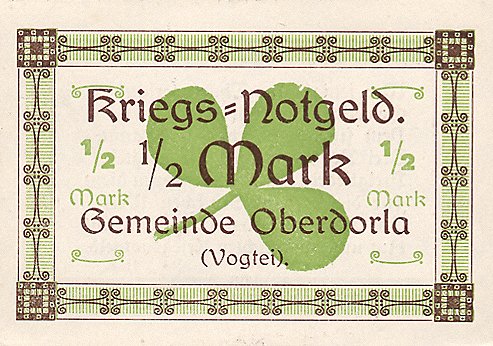 Kriegs=Notgeld.
1/2 1/2 Mark 1/2
Mark Mark
Gemeinde Oberdorla
(Vogtei).